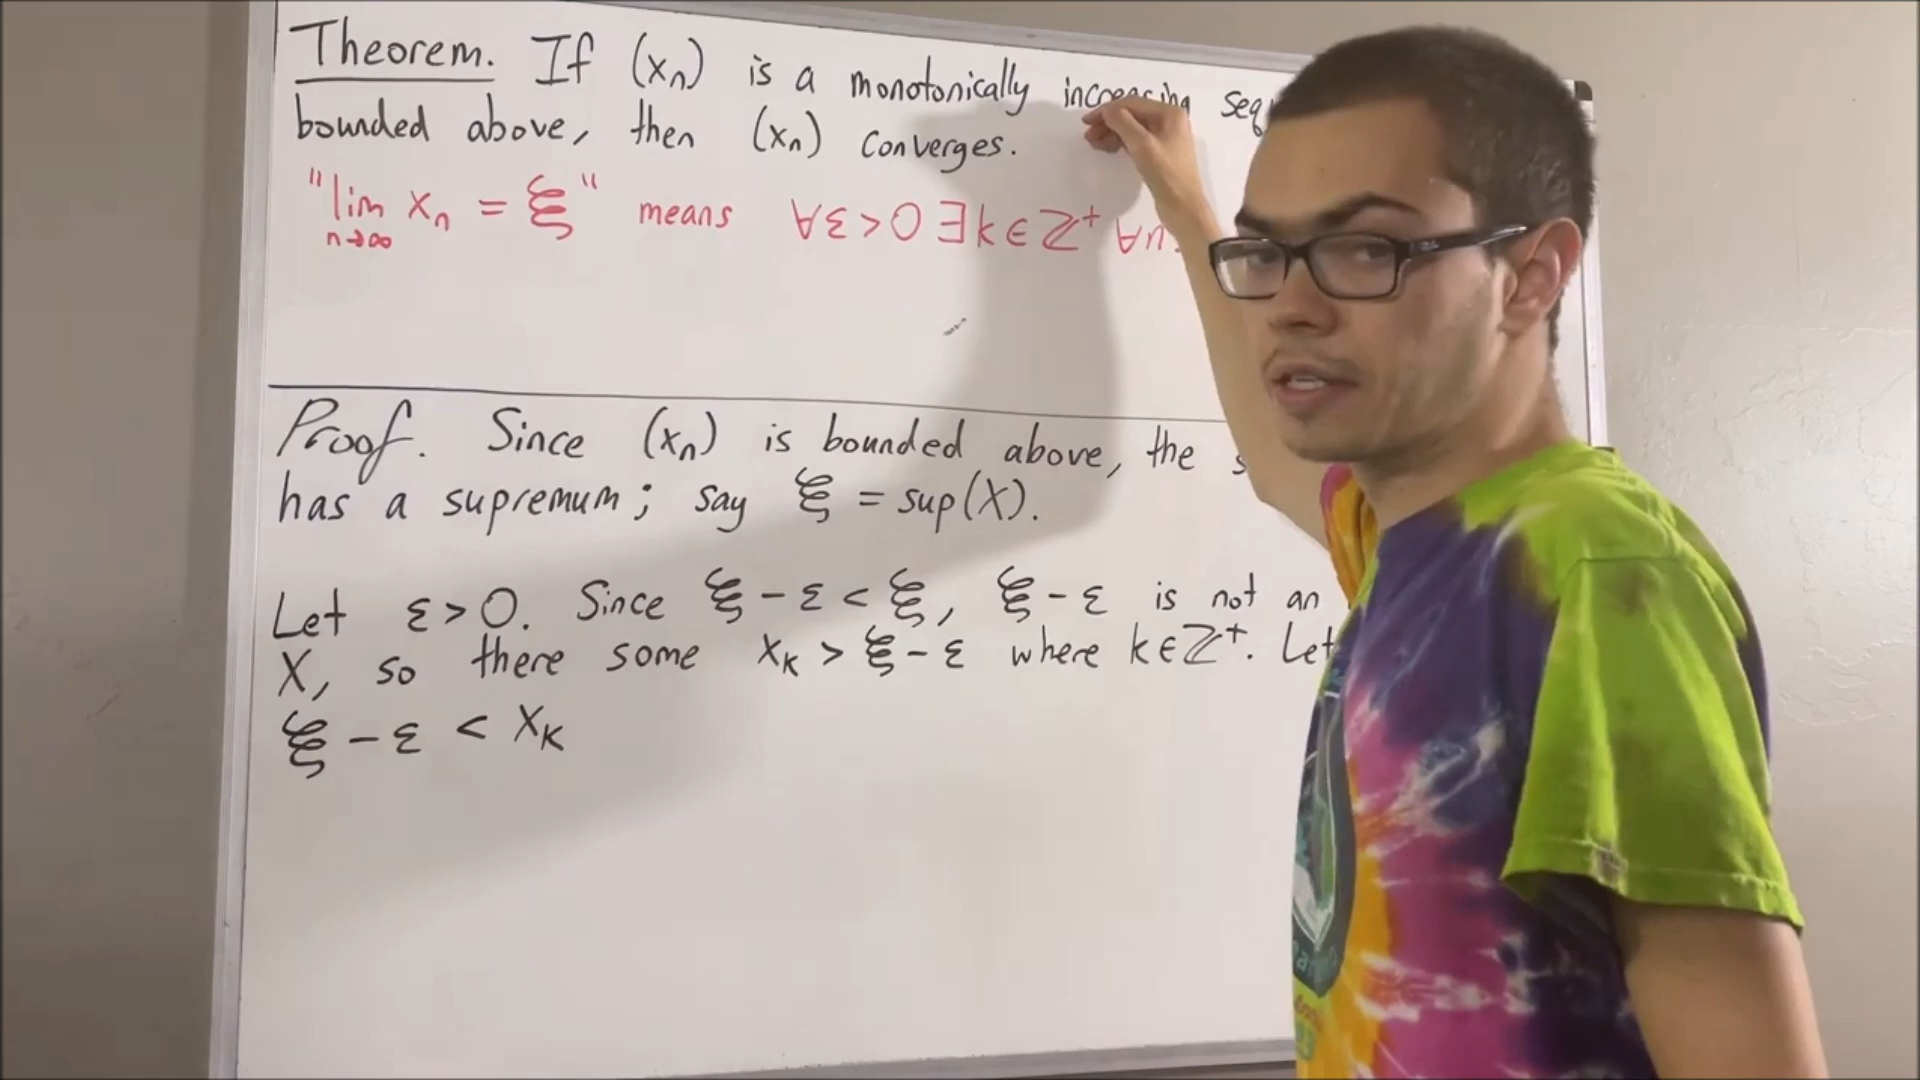 Theorem. If (xₙ) is a monotonically increasing
bounded above, then (xₙ) converges.
"lim n→∞ xₙ = ξ" means ∀ε>0 ∃k∈ℤ⁺ ∀n
Proof. Since (xₙ) is bounded above, the
has a supremum; say ξ = sup(X).
Let ε>0. Since ξ-ε<ξ, ξ-ε is not an
X, so there some xₖ > ξ-ε where k∈ℤ⁺. Let
ξ-ε < xₖ